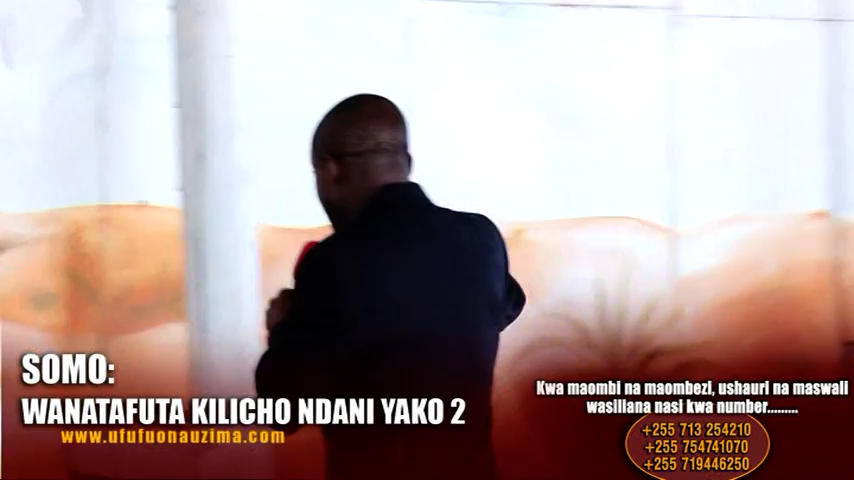 SOMO:
WANATAFUTA KILICHO NDANI YAKO 2
www.ufufuonauzima.com
Kwa maombi na maombezi, ushauri na maswali
wasiliana nasi kwa number.........
+255 713 254210
+255 754741070
+255 719446250